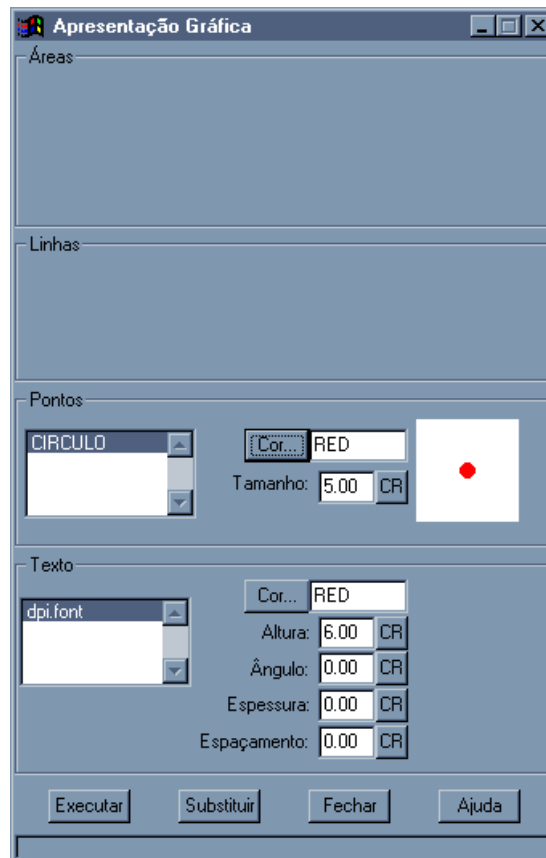 Apresentação Gráfica
Áreas
Linhas
Pontos
CIRCULO
Cor... RED
Tamanho: 5.00 CR
Texto
dpi.font
Cor... RED
Altura: 6.00 CR
Ângulo: 0.00 CR
Espessura: 0.00 CR
Espaçamento: 0.00 CR
Executar Substituir Fechar Ajuda